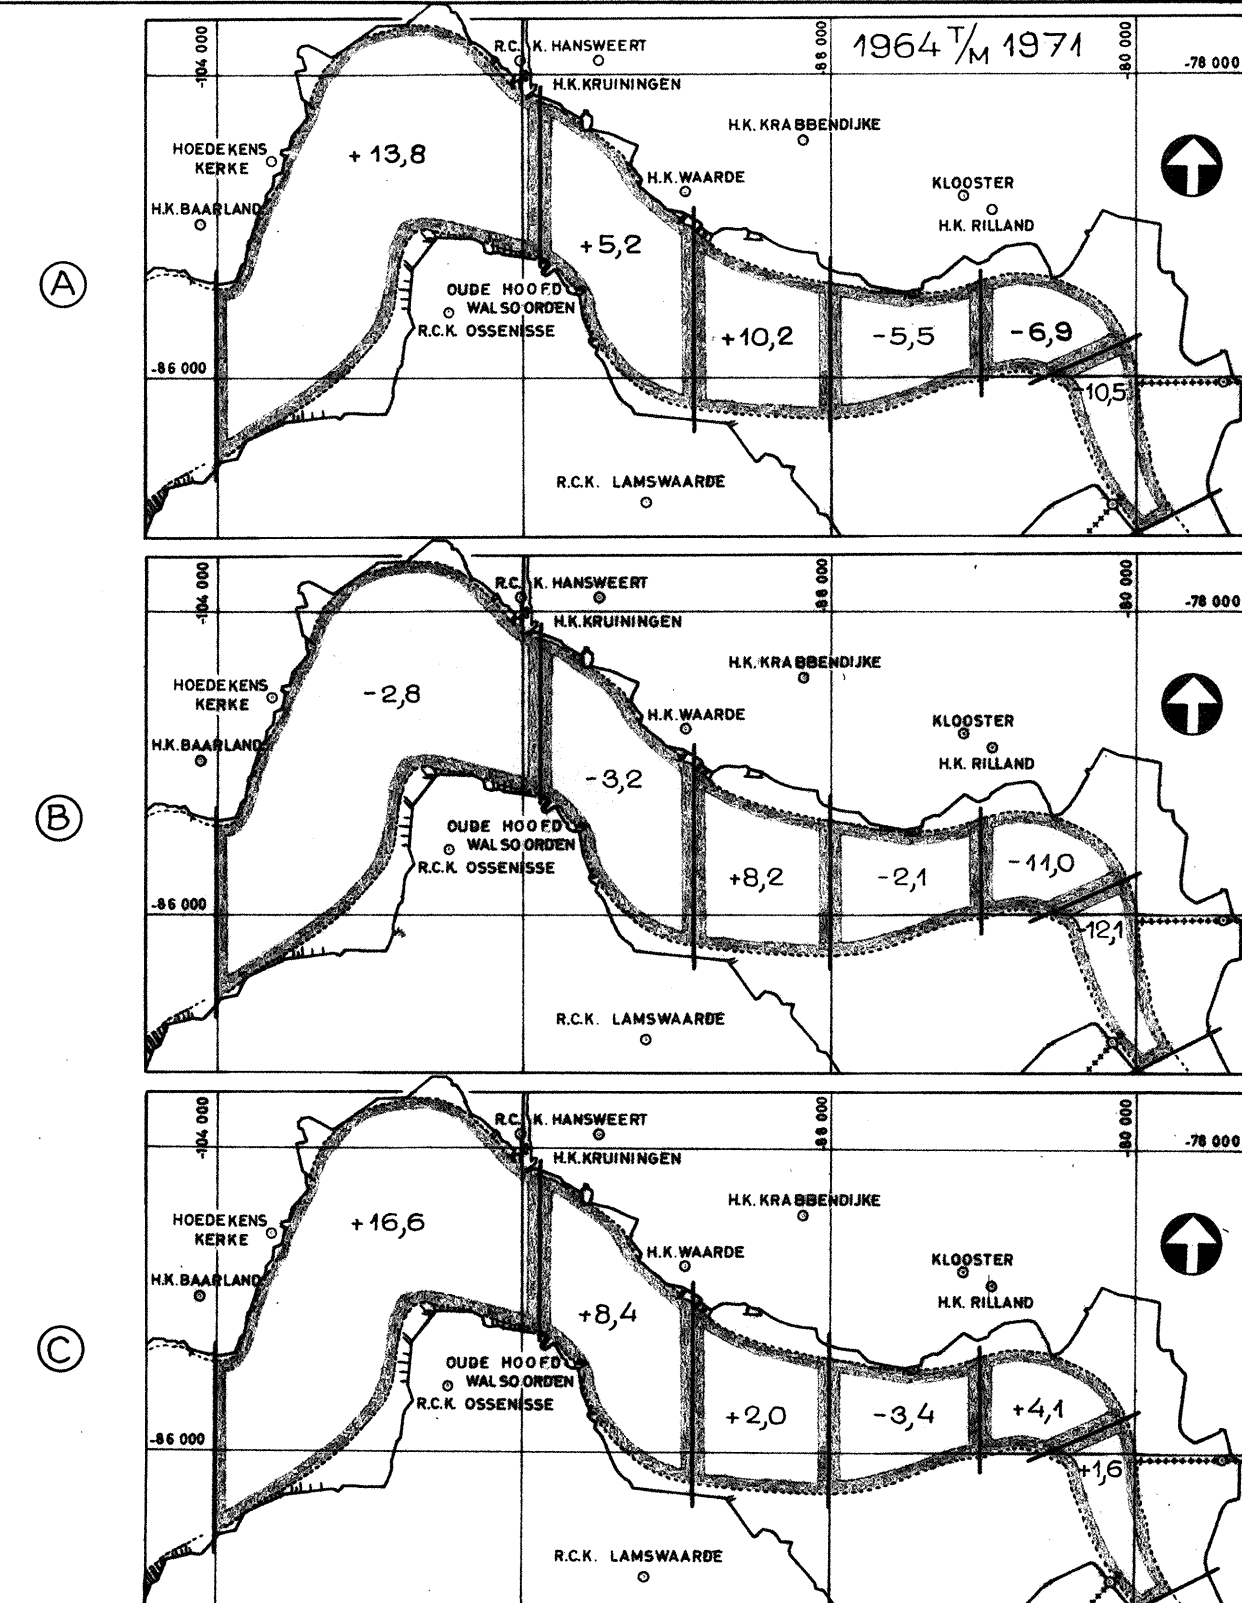 1964 T/M 1971
-104 000
-88 000
-80 000
-78 000
R.C. K. HANSWEERT
H.K.KRUININGEN
H.K. KRABBENDIJKE
HOEDEKENS
KERKE
+ 13,8
H.K.WAARDE
KLOOSTER
H.K.BAARLAND
H.K. RILLAND
+5,2
A
OUDE HOOFD
WALSOORDEN
R.C.K. OSSENISSE
+10,2
-5,5
-6,9
-86 000
-10,5
R.C.K. LAMSWAARDE
-104 000
-88 000
-80 000
-78 000
R.C. K. HANSWEERT
H.K.KRUININGEN
H.K. KRABBENDIJKE
HOEDEKENS
KERKE
-2,8
H.K.WAARDE
KLOOSTER
H.K.BAARLAND
H.K. RILLAND
-3,2
B
OUDE HOOFD
WALSOORDEN
R.C.K. OSSENISSE
+8,2
-2,1
-11,0
-86 000
-12,1
R.C.K. LAMSWAARDE
-104 000
-88 000
-80 000
-78 000
R.C. K. HANSWEERT
H.K.KRUININGEN
H.K. KRABBENDIJKE
HOEDEKENS
KERKE
+16,6
H.K.WAARDE
KLOOSTER
H.K.BAARLAND
H.K. RILLAND
+8,4
C
OUDE HOOFD
WALSOORDEN
R.C.K. OSSENISSE
+2,0
-3,4
+4,1
-86 000
+1,6
R.C.K. LAMSWAARDE